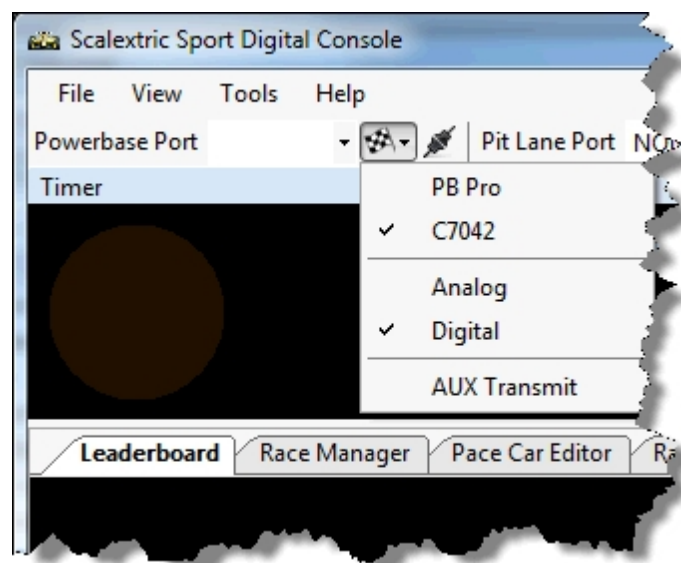 Scalextric Sport Digital Console
File View Tools Help
Powerbase Port Pit Lane Port
Timer
PB Pro
C7042
Analog
Digital
AUX Transmit
Leaderboard Race Manager Pace Car Editor